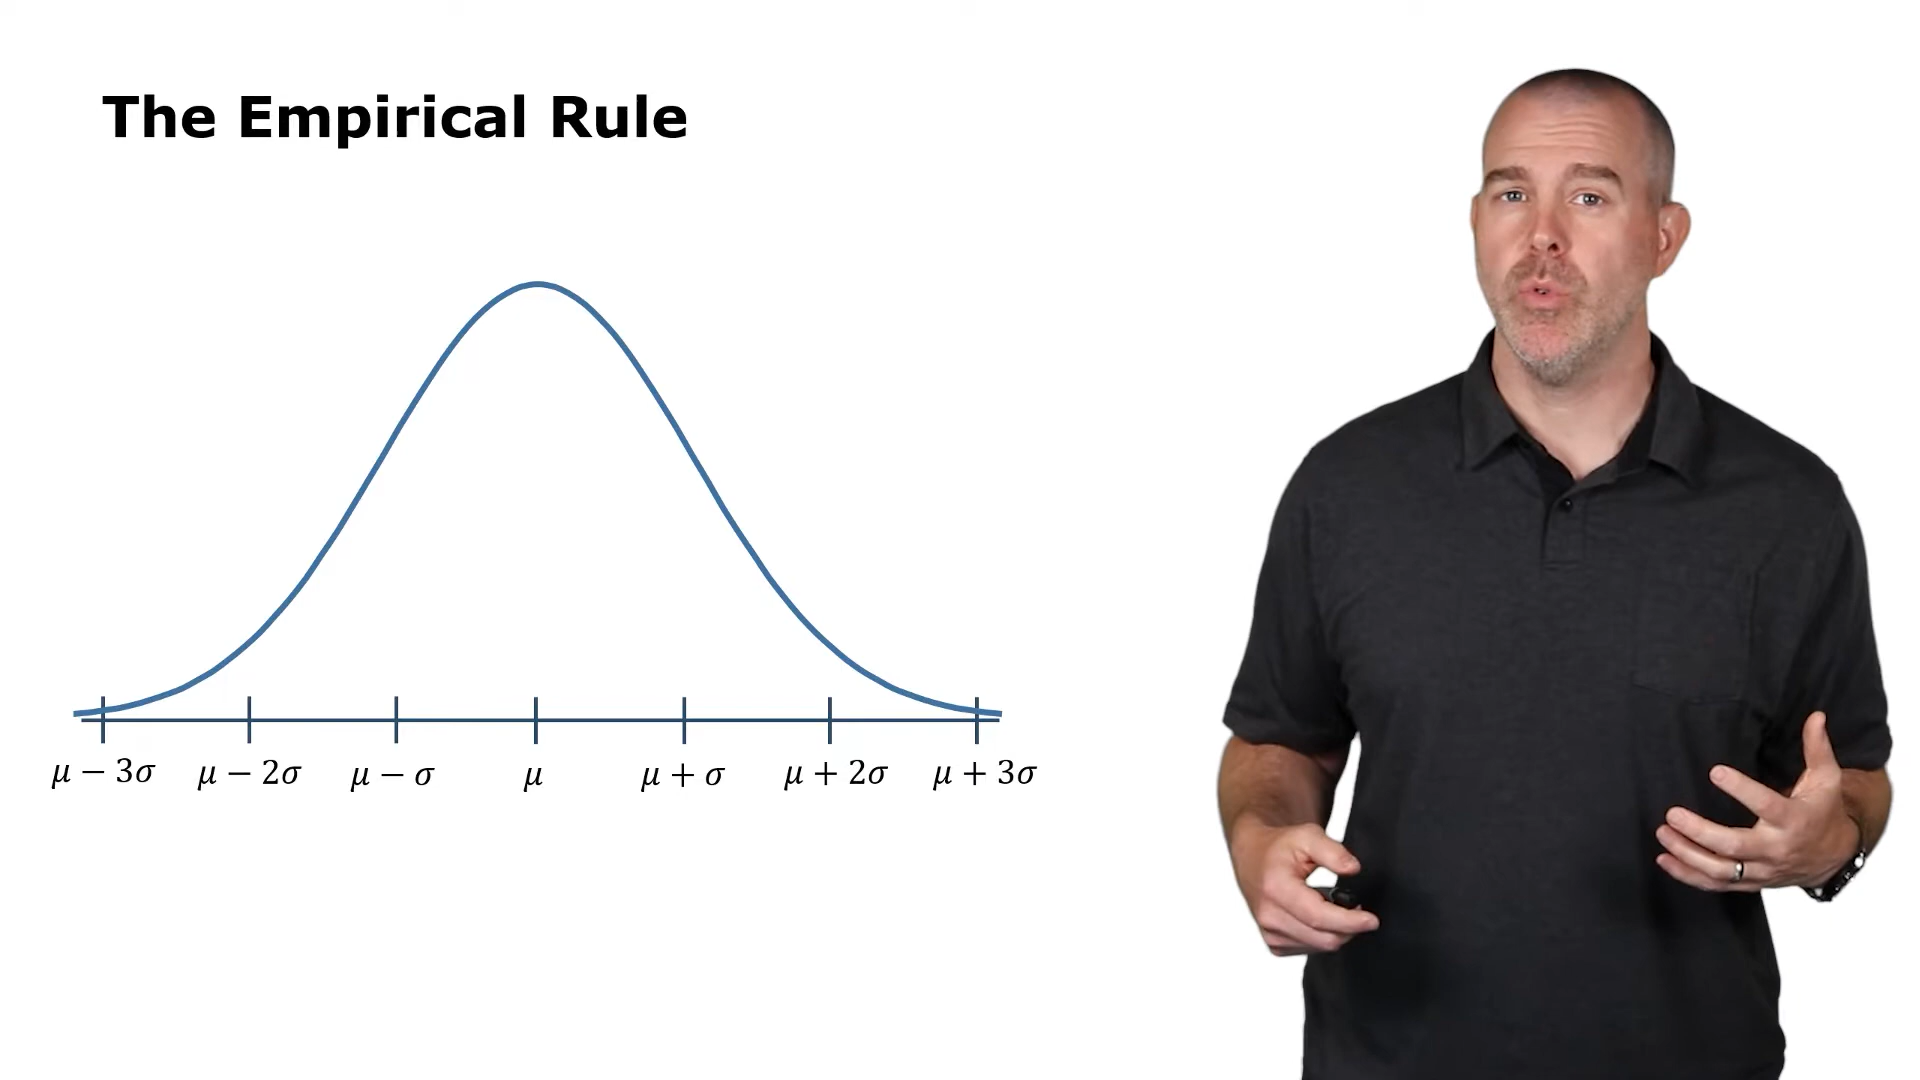 The Empirical Rule
μ − 3σ μ − 2σ μ − σ μ μ + σ μ + 2σ μ + 3σ